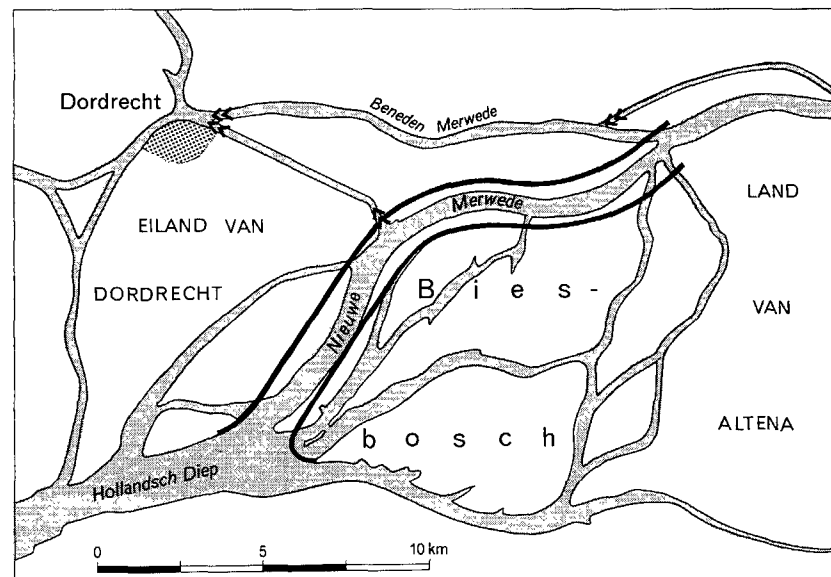 Dordrecht
Beneden Merwede
LAND
Merwede
EILAND VAN
B i e s -
DORDRECHT
VAN
Nieuwe
b o s c h
ALTENA
Hollandsch Diep
0 5 10 km